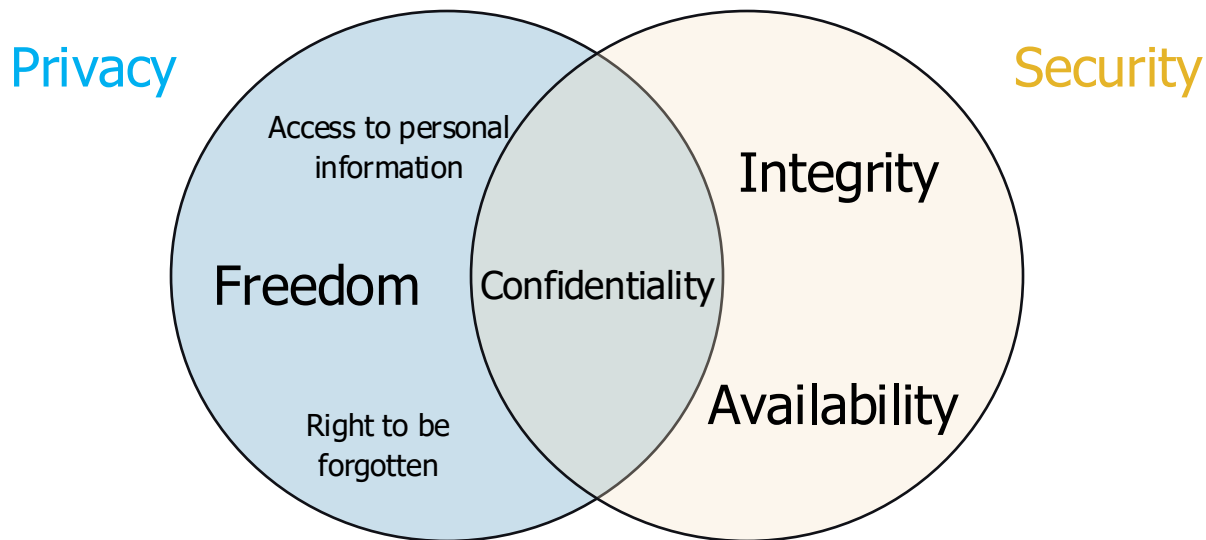 Privacy
Security
Access to personal
information
Integrity
Freedom
Confidentiality
Availability
Right to be
forgotten